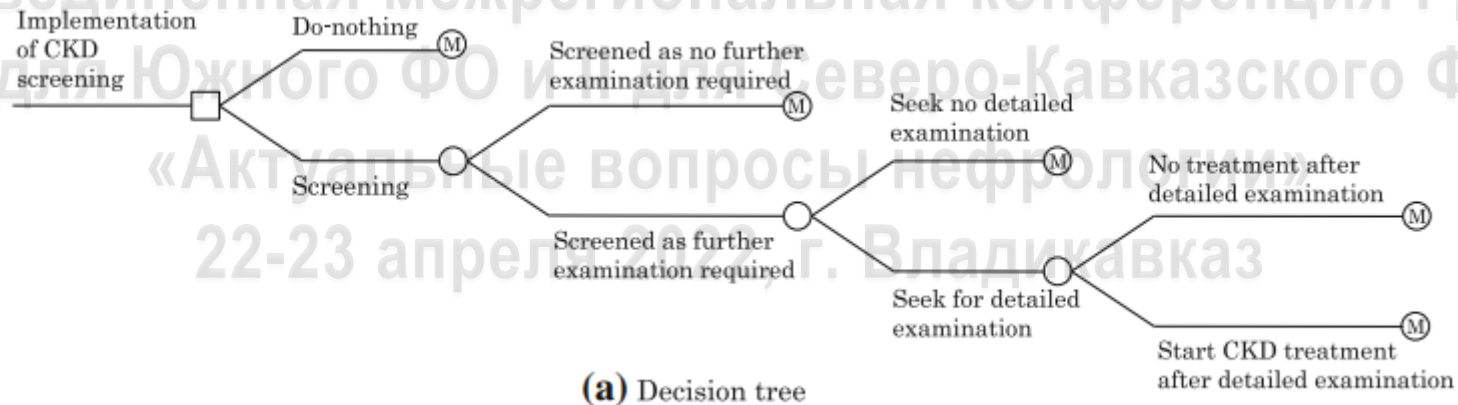 Implementation
of CKD
screening
Do-nothing
M
Screened as no further
examination required
M
Seek no detailed
examination
M
Screening
No treatment after
detailed examination
M
Screened as further
examination required
Seek for detailed
examination
M
Start CKD treatment
after detailed examination
(a) Decision tree
для Южного ФО и
Северо-Кавказского
«Актуальные вопросы нефрологии»
22-23 апреля 2022, г. Владикавказ
межрегиональная конференция